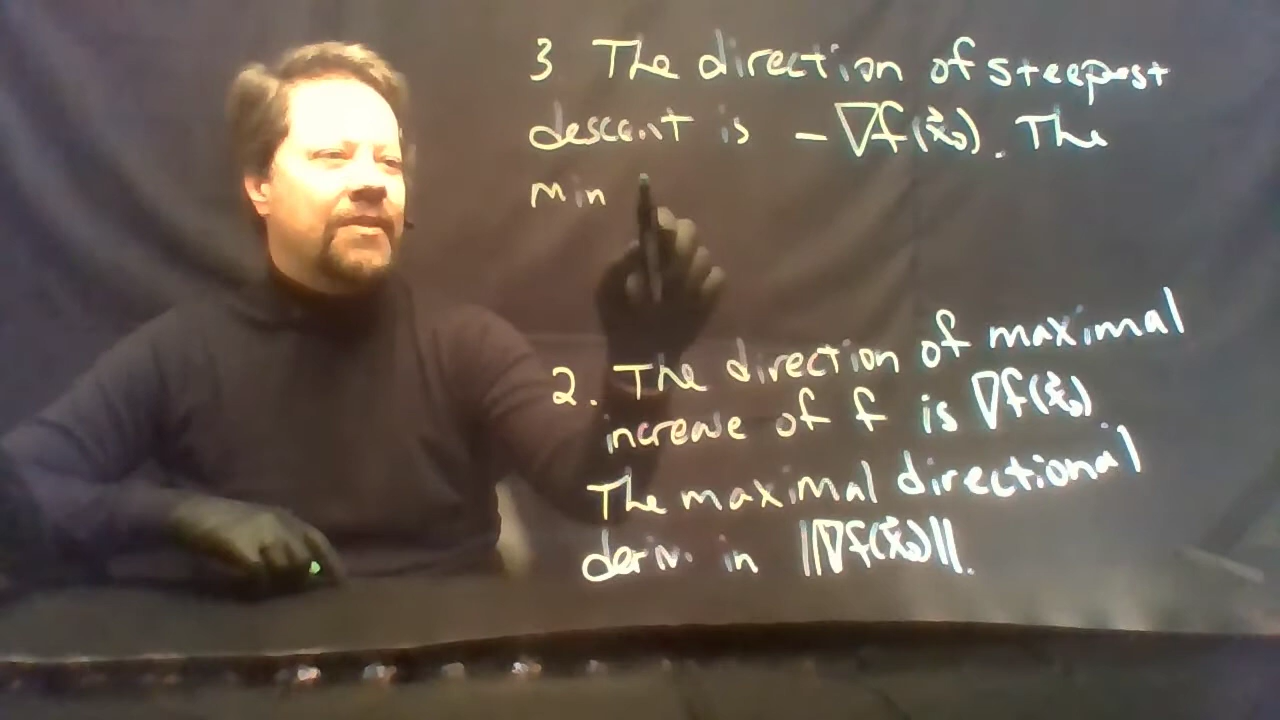 3 The direction of steepest
descent is - ∇f(x⃗₀). The
min
2. The direction of maximal
increase of f is ∇f(x⃗₀)
The maximal directional
deriv. in ||∇f(x⃗₀)||.